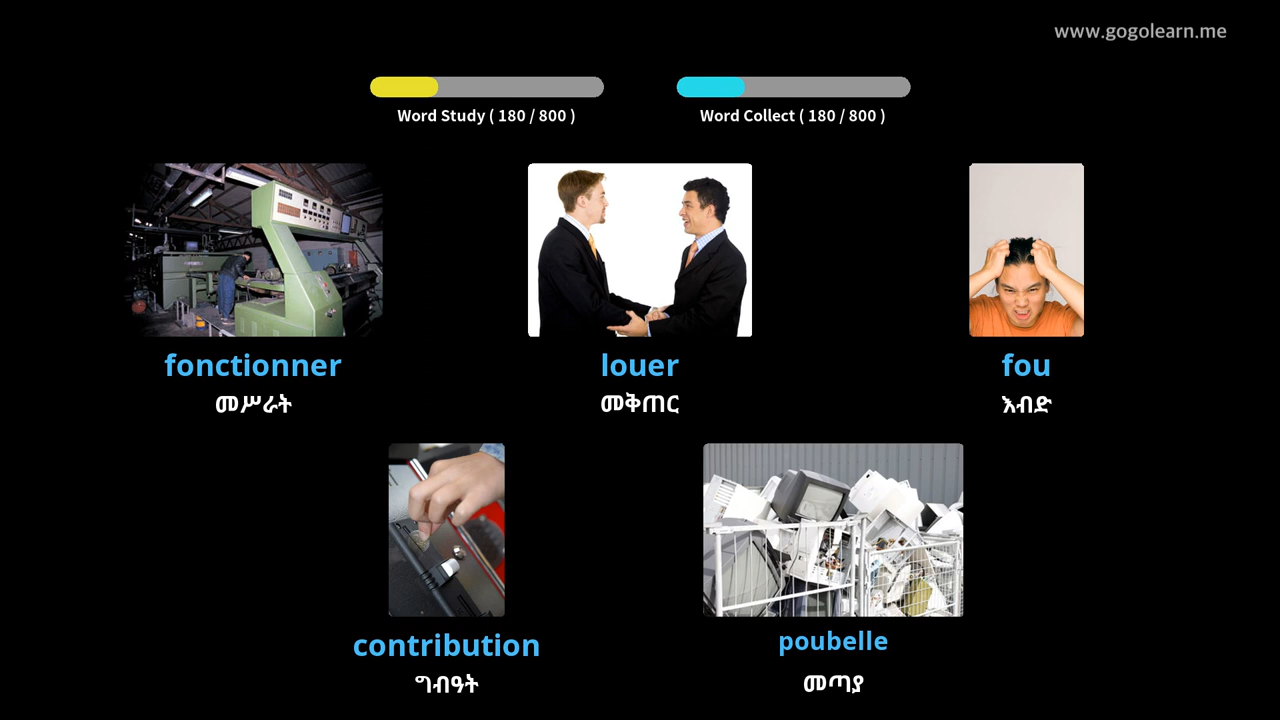 www.gogolearn.me
Word Study ( 180 / 800 )
Word Collect ( 180 / 800 )
fonctionner
መሥራት
louer
መቅጠር
fou
እብድ
contribution
ግብዓት
poubelle
መጣያ